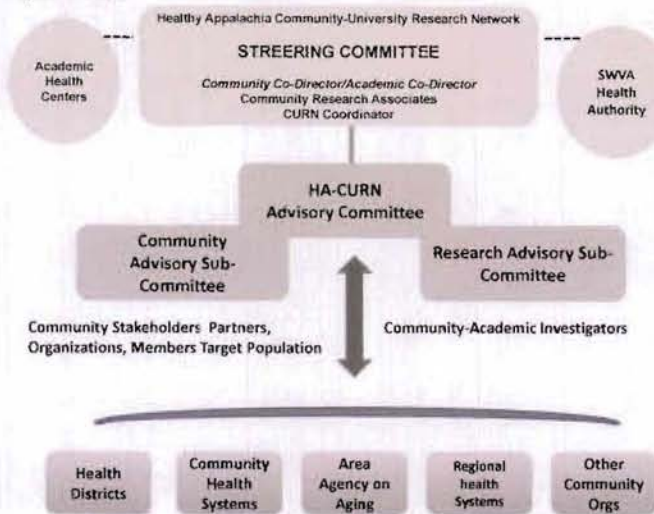 Healthy Appalachia Community-University Research Network
STREERING COMMITTEE
Community Co-Director/Academic Co-Director
Community Research Associates
CURN Coordinator
Academic
Health
Centers
SWVA
Health
Authority
HA-CURN
Advisory Committee
Community
Advisory Sub-
Committee
Research Advisory Sub-
Committee
Community Stakeholders Partners,
Organizations, Members Target Population
Community-Academic Investigators
Health
Districts
Community
Health
Systems
Area
Agency on
Aging
Regional
health
Systems
Other
Community
Orgs